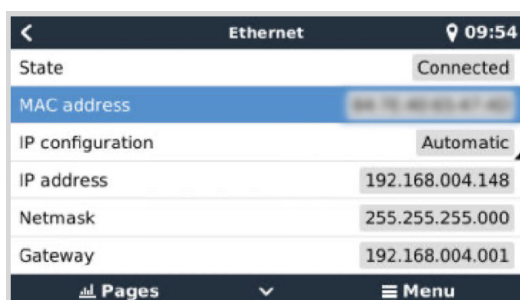 Ethernet 09:54
State Connected
MAC address
IP configuration Automatic
IP address 192.168.004.148
Netmask 255.255.255.000
Gateway 192.168.004.001
Pages Menu